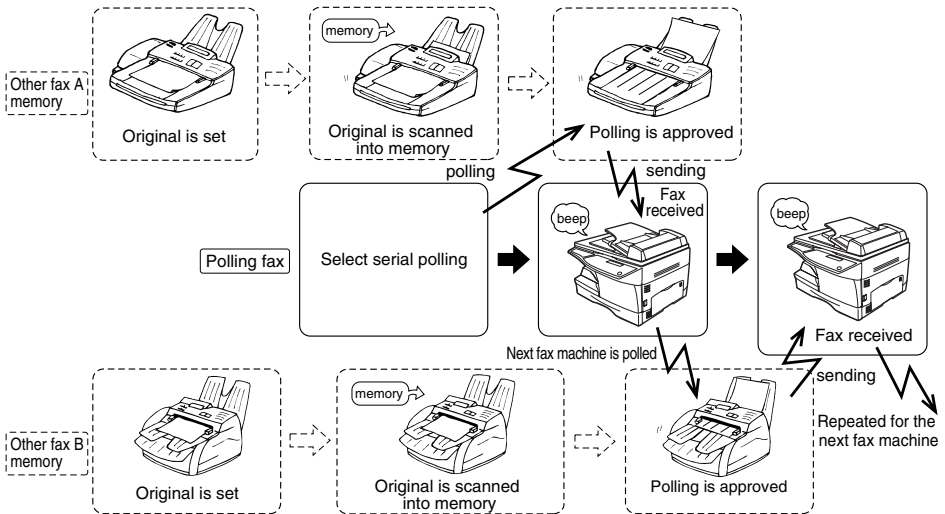 memory
Other fax A
memory
Original is set
Original is scanned
into memory
Polling is approved
polling
sending
Fax
received
beep
beep
Polling fax
Select serial polling
Fax received
Next fax machine is polled
sending
memory
Repeated for the
next fax machine
Other fax B
memory
Original is set
Original is scanned
into memory
Polling is approved